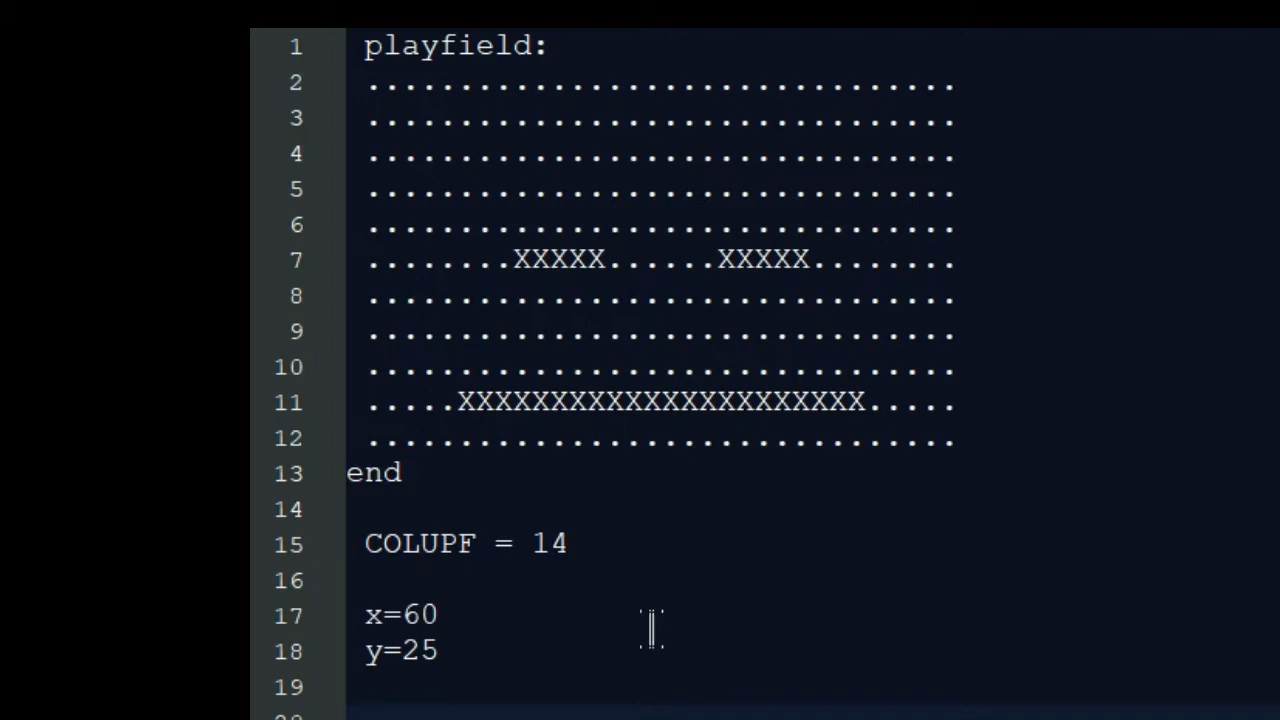 1 playfield:
2 ................................
3 ................................
4 ................................
5 ................................
6 ................................
7 ........XXXXX......XXXXX........
8 ................................
9 ................................
10 ................................
11 .....XXXXXXXXXXXXXXXXXXXXXX.....
12 ................................
13 end
14
15 COLUPF = 14
16
17 x=60
18 y=25
19